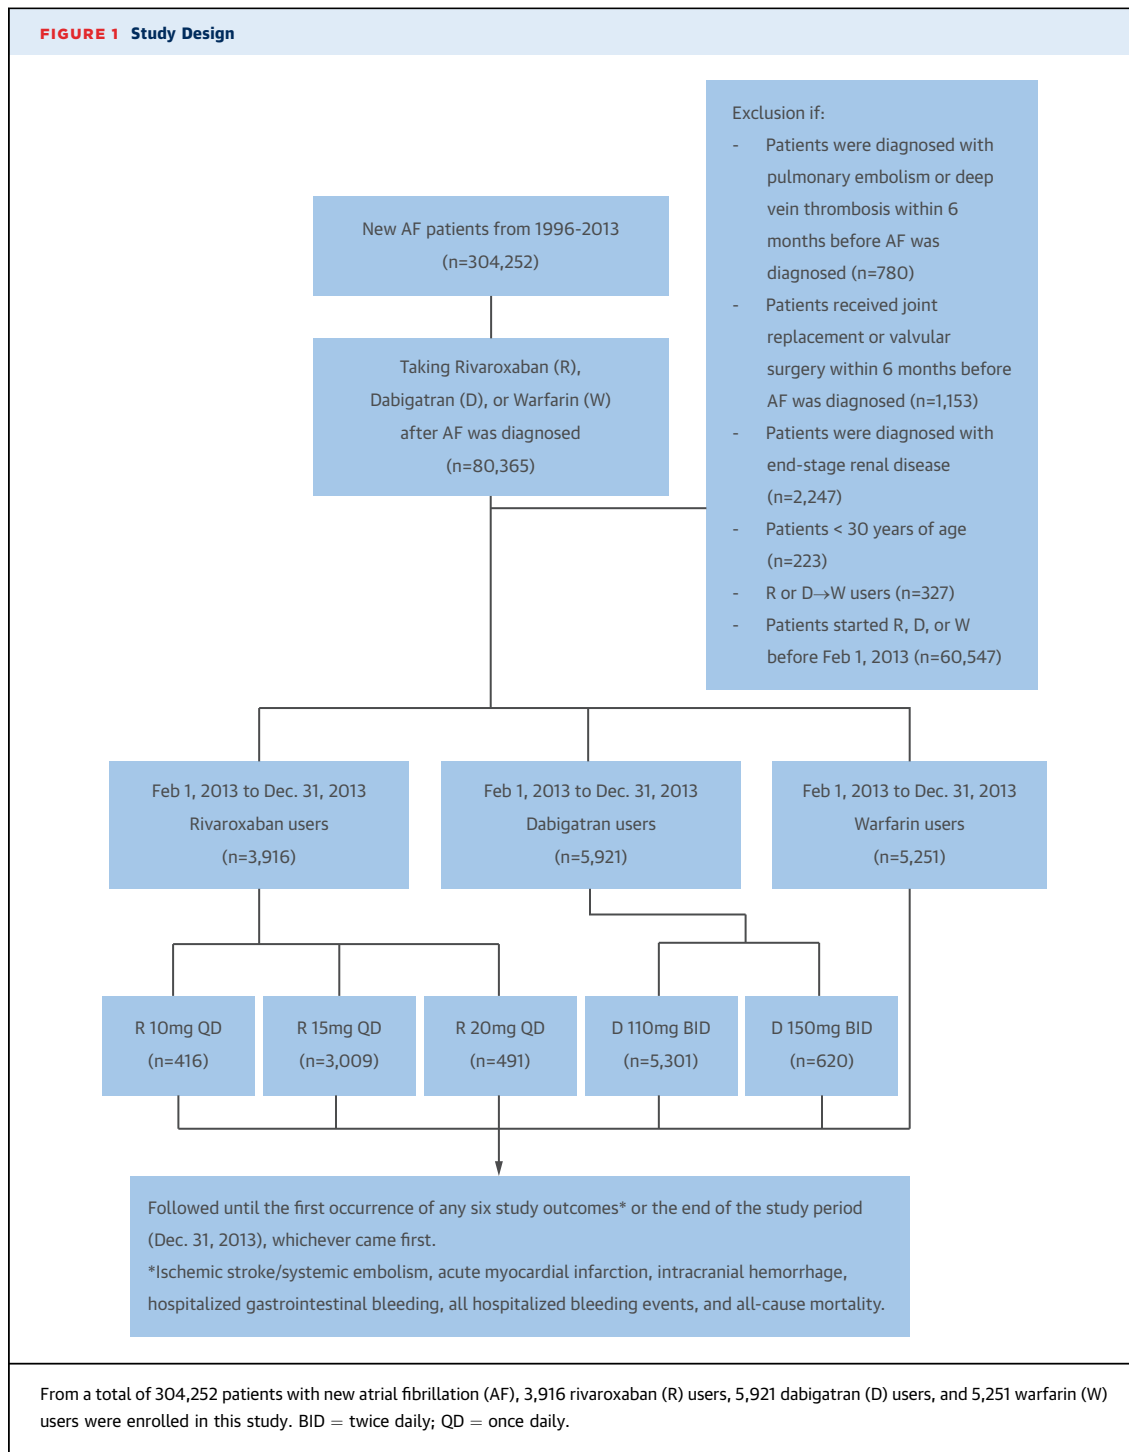 FIGURE 1 Study Design
New AF patients from 1996-2013
(n=304,252)
Taking Rivaroxaban (R),
Dabigatran (D), or Warfarin (W)
after AF was diagnosed
(n=80,365)
Exclusion if:
- Patients were diagnosed with
pulmonary embolism or deep
vein thrombosis within 6
months before AF was
diagnosed (n=780)
- Patients received joint
replacement or valvular
surgery within 6 months before
AF was diagnosed (n=1,153)
- Patients were diagnosed with
end-stage renal disease
(n=2,247)
- Patients < 30 years of age
(n=223)
- R or D→W users (n=327)
- Patients started R, D, or W
before Feb 1, 2013 (n=60,547)
Feb 1, 2013 to Dec. 31, 2013
Rivaroxaban users
(n=3,916)
Feb 1, 2013 to Dec. 31, 2013
Dabigatran users
(n=5,921)
Feb 1, 2013 to Dec. 31, 2013
Warfarin users
(n=5,251)
R 10mg QD
(n=416)
R 15mg QD
(n=3,009)
R 20mg QD
(n=491)
D 110mg BID
(n=5,301)
D 150mg BID
(n=620)
Followed until the first occurrence of any six study outcomes* or the end of the study period
(Dec. 31, 2013), whichever came first.
*Ischemic stroke/systemic embolism, acute myocardial infarction, intracranial hemorrhage,
hospitalized gastrointestinal bleeding, all hospitalized bleeding events, and all-cause mortality.
From a total of 304,252 patients with new atrial fibrillation (AF), 3,916 rivaroxaban (R) users, 5,921 dabigatran (D) users, and 5,251 warfarin (W)
users were enrolled in this study. BID = twice daily; QD = once daily.